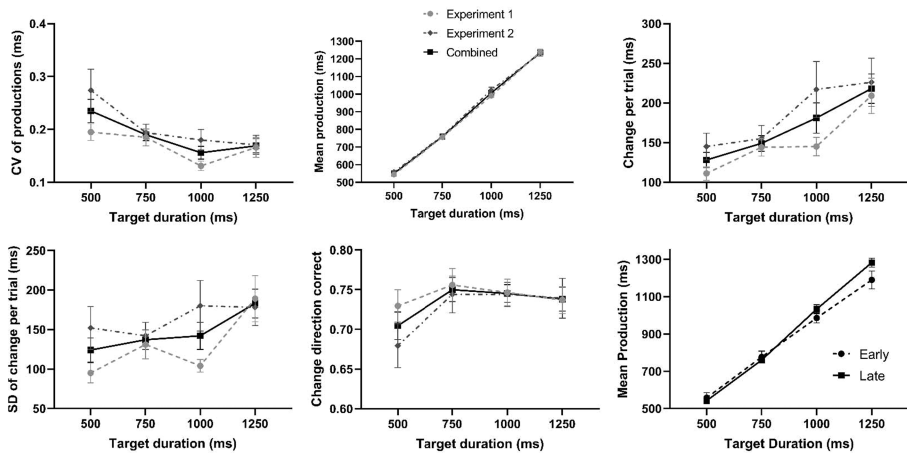 CV of productions (ms)
0.4
0.3
0.2
0.1
500 750 1000 1250
Target duration (ms)
Experiment 1
Experiment 2
Combined
Mean production (ms)
1300
1200
1100
1000
900
800
700
600
500
500 750 1000 1250
Target duration (ms)
Change per trial (ms)
300
250
200
150
100
500 750 1000 1250
Target duration (ms)
SD of change per trial (ms)
250
200
150
100
50
500 750 1000 1250
Target duration (ms)
Change direction correct
0.80
0.75
0.70
0.65
0.60
500 750 1000 1250
Target duration (ms)
Mean Production (ms)
1300
1100
900
700
500
Early
Late
500 750 1000 1250
Target Duration (ms)